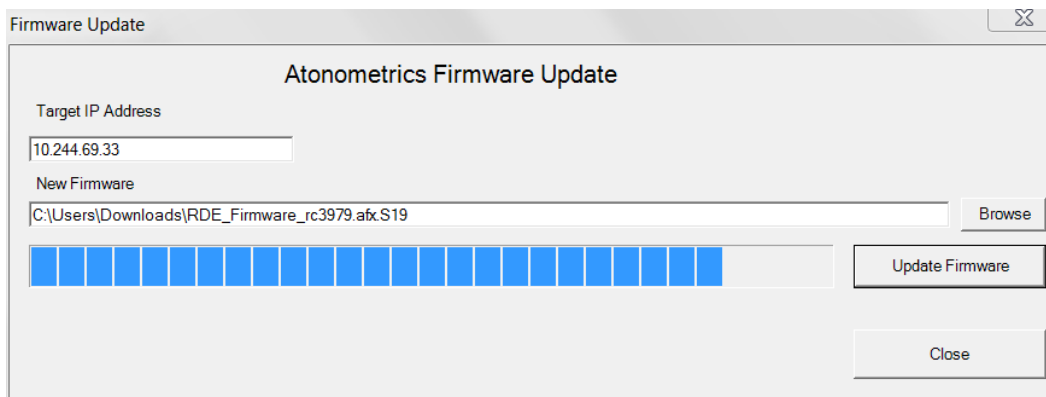 Firmware Update
Atonometrics Firmware Update
Target IP Address
10.244.69.33
New Firmware
C:\Users\Downloads\RDE_Firmware_rc3979.afx.S19
Browse
Update Firmware
Close